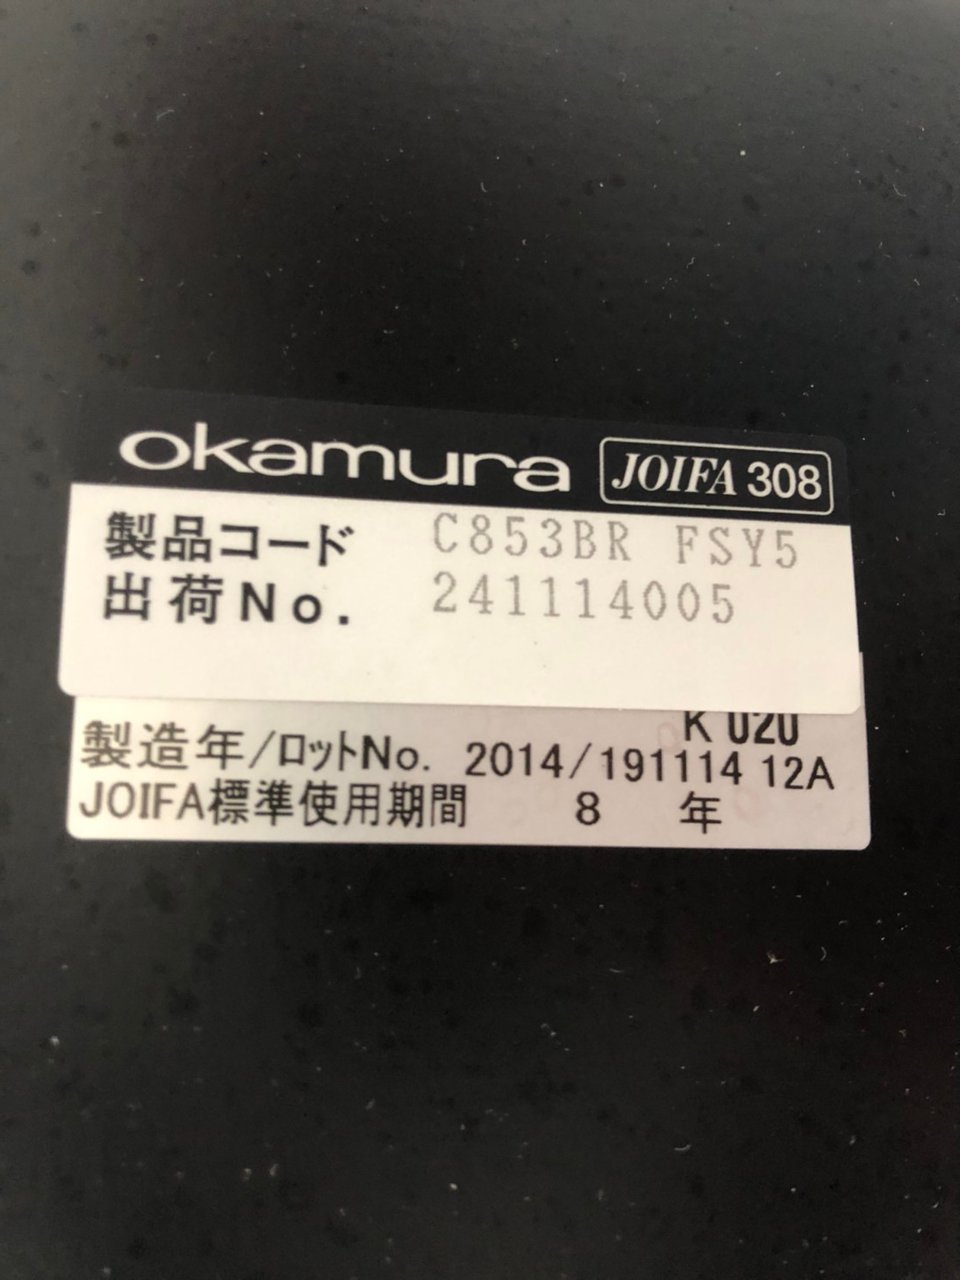 okamura JOIFA 308
製品コード C853BR FSY5
出荷No. 241114005
K 020
製造年/ロットNo. 2014/191114 12A
JOIFA標準使用期間 8 年